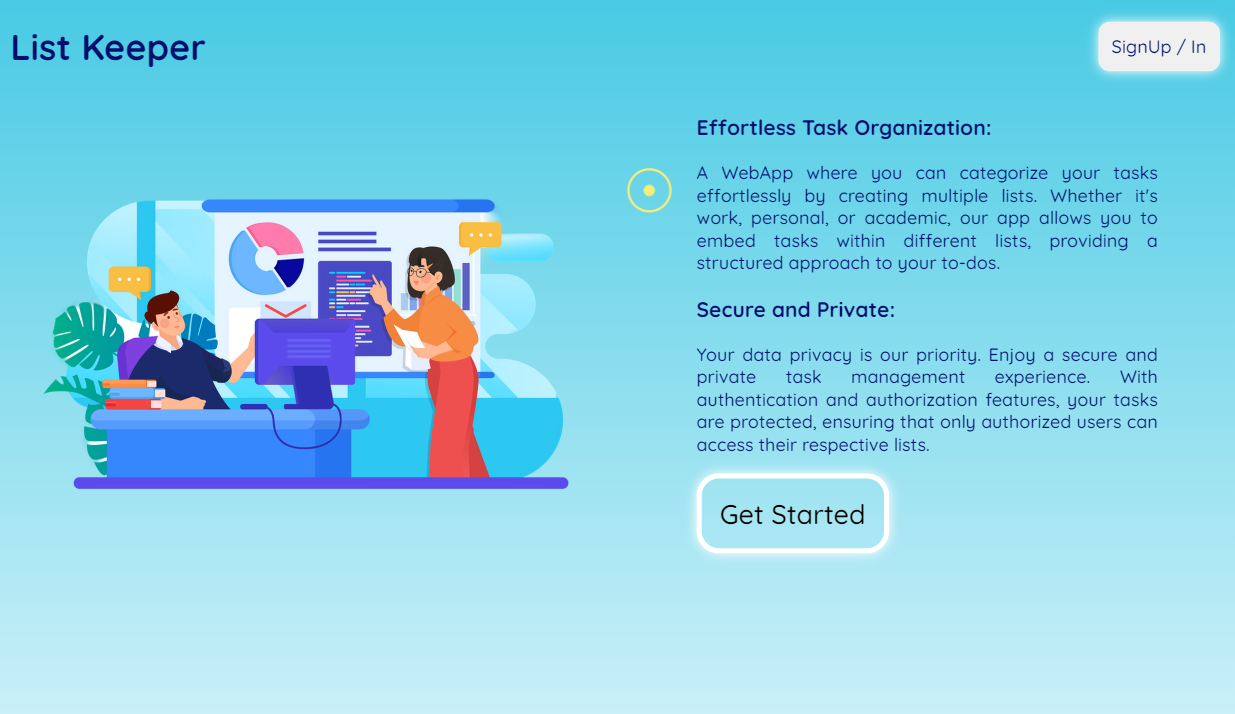 List Keeper
SignUp / In
Effortless Task Organization:
A WebApp where you can categorize your tasks
effortlessly by creating multiple lists. Whether it's
work, personal, or academic, our app allows you to
embed tasks within different lists, providing a
structured approach to your to-dos.
Secure and Private:
Your data privacy is our priority. Enjoy a secure and
private task management experience. With
authentication and authorization features, your tasks
are protected, ensuring that only authorized users can
access their respective lists.
Get Started